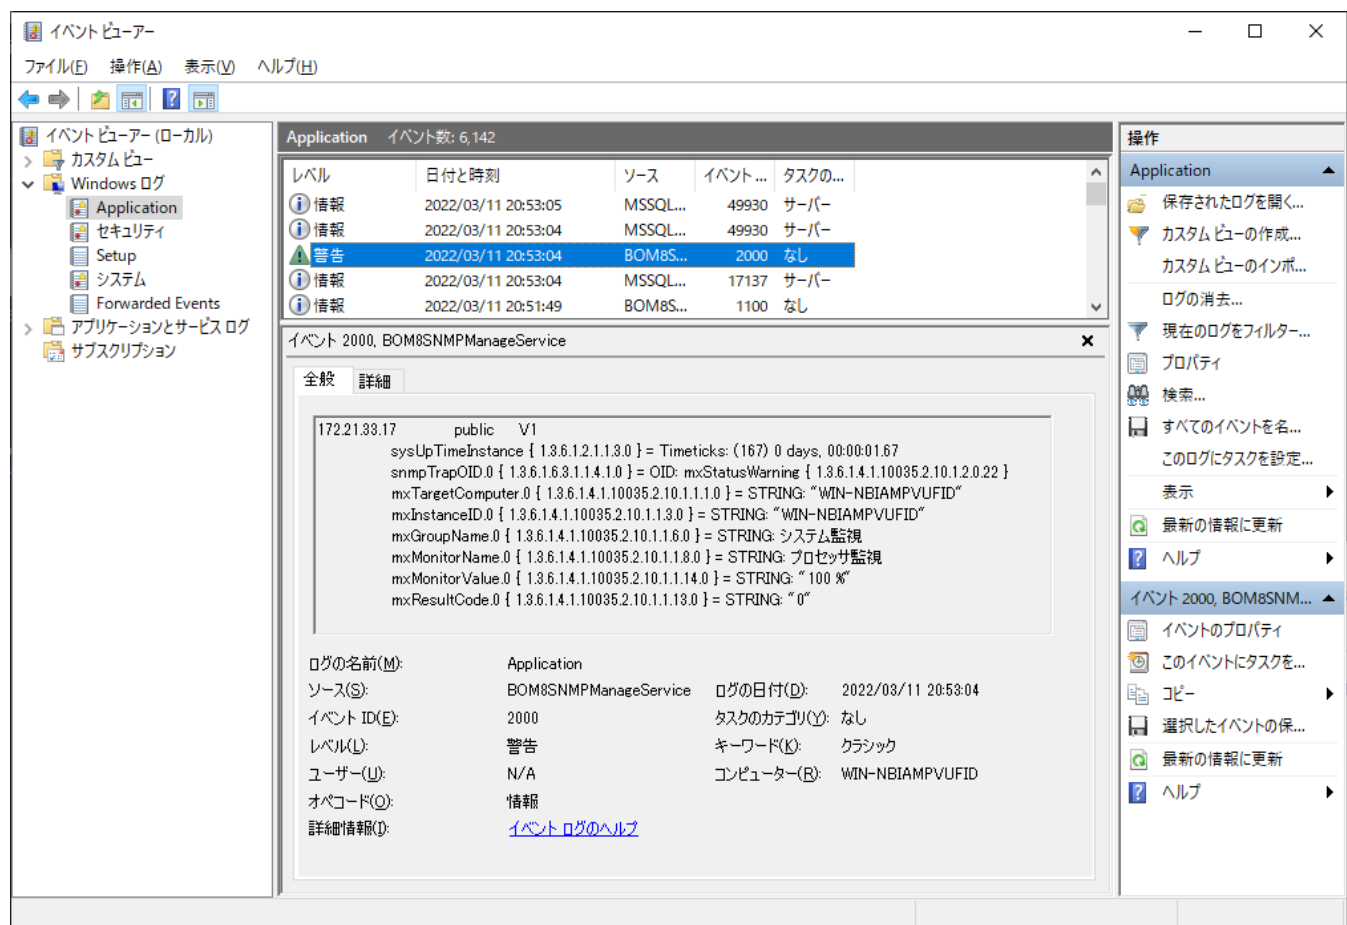 イベント ビューアー
ファイル(F) 操作(A) 表示(V) ヘルプ(H)
イベント ビューアー (ローカル)
カスタム ビュー
Windows ログ
Application
セキュリティ
Setup
システム
Forwarded Events
アプリケーションとサービス ログ
サブスクリプション
Application イベント数: 6,142
レベル 日付と時刻 ソース イベント ... タスクの...
情報 2022/03/11 20:53:05 MSSQL... 49930 サーバー
情報 2022/03/11 20:53:04 MSSQL... 49930 サーバー
警告 2022/03/11 20:53:04 BOM8S... 2000 なし
情報 2022/03/11 20:53:04 MSSQL... 17137 サーバー
情報 2022/03/11 20:51:49 BOM8S... 1100 なし
イベント 2000, BOM8SNMPManageService
全般 詳細
172.21.33.17 public V1
sysUpTimeInstance { 1.3.6.1.2.1.1.3.0 } = Timeticks: (167) 0 days, 00:00:01.67
snmpTrapOID.0 { 1.3.6.1.6.3.1.1.4.1.0 } = OID: mxStatusWarning { 1.3.6.1.4.1.10035.2.10.1.2.0.22 }
mxTargetComputer.0 { 1.3.6.1.4.1.10035.2.10.1.1.1.0 } = STRING: "WIN-NBIAMPVUFID"
mxInstanceID.0 { 1.3.6.1.4.1.10035.2.10.1.1.3.0 } = STRING: "WIN-NBIAMPVUFID"
mxGroupName.0 { 1.3.6.1.4.1.10035.2.10.1.1.6.0 } = STRING: システム監視
mxMonitorName.0 { 1.3.6.1.4.1.10035.2.10.1.1.8.0 } = STRING: プロセッサ監視
mxMonitorValue.0 { 1.3.6.1.4.1.10035.2.10.1.1.14.0 } = STRING: " 100 %"
mxResultCode.0 { 1.3.6.1.4.1.10035.2.10.1.1.13.0 } = STRING: "0"
ログの名前(M): Application
ソース(S): BOM8SNMPManageService ログの日付(D): 2022/03/11 20:53:04
イベント ID(E): 2000 タスクのカテゴリ(Y): なし
レベル(L): 警告 キーワード(K): クラシック
ユーザー(U): N/A コンピューター(R): WIN-NBIAMPVUFID
オペコード(O): 情報
詳細情報(I): イベント ログのヘルプ
操作
Application
保存されたログを開く...
カスタム ビューの作成...
カスタム ビューのインポ...
ログの消去...
現在のログをフィルター...
プロパティ
検索...
すべてのイベントを名...
このログにタスクを設定...
表示
最新の情報に更新
ヘルプ
イベント 2000, BOM8SNM...
イベントのプロパティ
このイベントにタスクを...
コピー
選択したイベントの保...
最新の情報に更新
ヘルプ